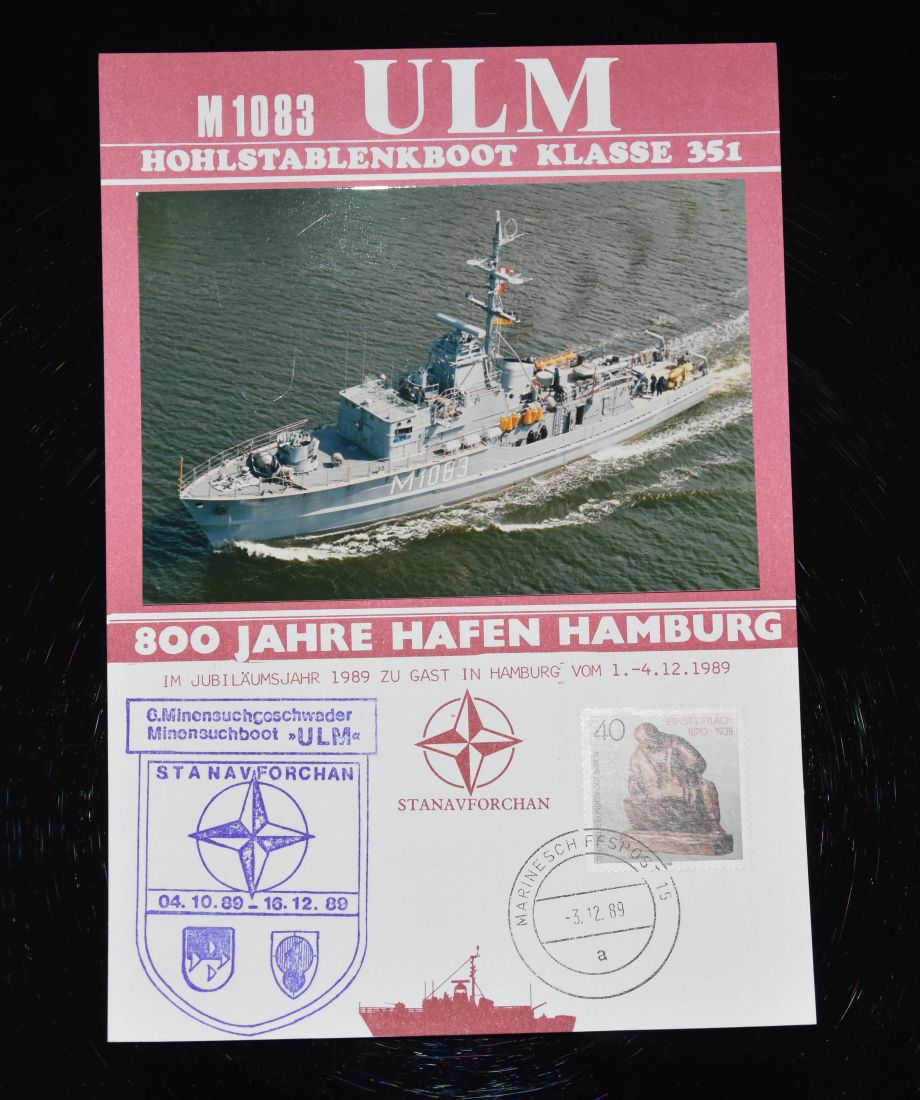 M 1083 ULM
HOHLSTABLENKBOOT KLASSE 351
M1083
800 JAHRE HAFEN HAMBURG
IM JUBILÄUMSJAHR 1989 ZU GAST IN HAMBURG VOM 1.-4.12.1989
6.Minensuchgeschwader
Minensuchboot »ULM«
STANAVFORCHAN
04.10.89 - 16.12.89
STANAVFORCHAN
40
ERNST BARLACH
1870-1938
MARINESCH FFSPOST 15
-3.12.89
a